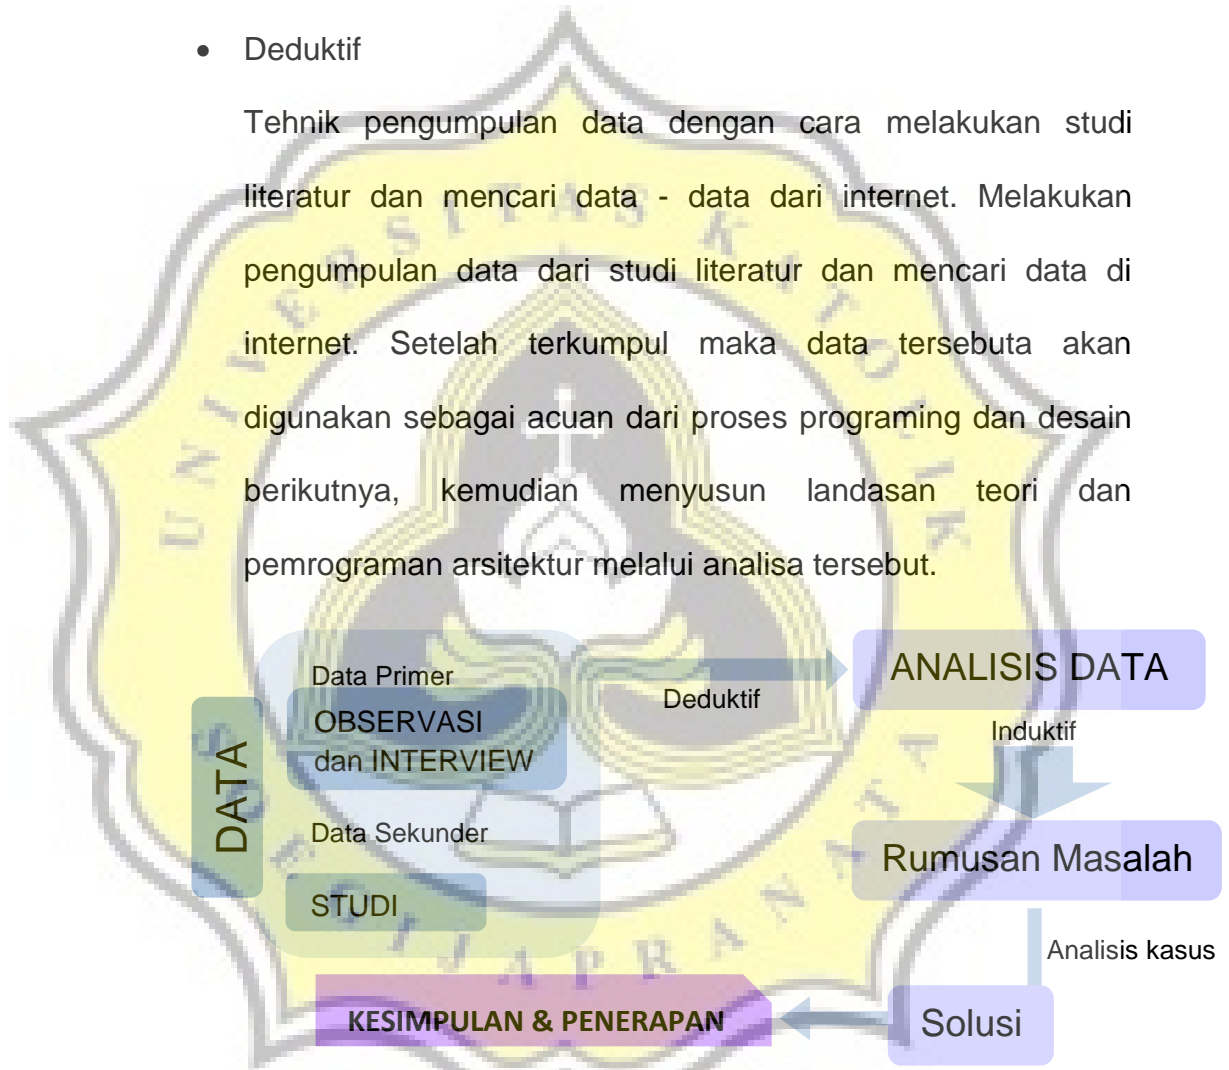 • Deduktif
Tehnik pengumpulan data dengan cara melakukan studi
literatur dan mencari data - data dari internet. Melakukan
pengumpulan data dari studi literatur dan mencari data di
internet. Setelah terkumpul maka data tersebuta akan
digunakan sebagai acuan dari proses programing dan desain
berikutnya, kemudian menyusun landasan teori dan
pemrograman arsitektur melalui analisa tersebut.
DATA
Data Primer
OBSERVASI
dan INTERVIEW
Data Sekunder
STUDI
Deduktif
ANALISIS DATA
Induktif
Rumusan Masalah
Analisis kasus
Solusi
KESIMPULAN & PENERAPAN
UNIVERSITAS KATOLIK
SOEGIJAPRANATA